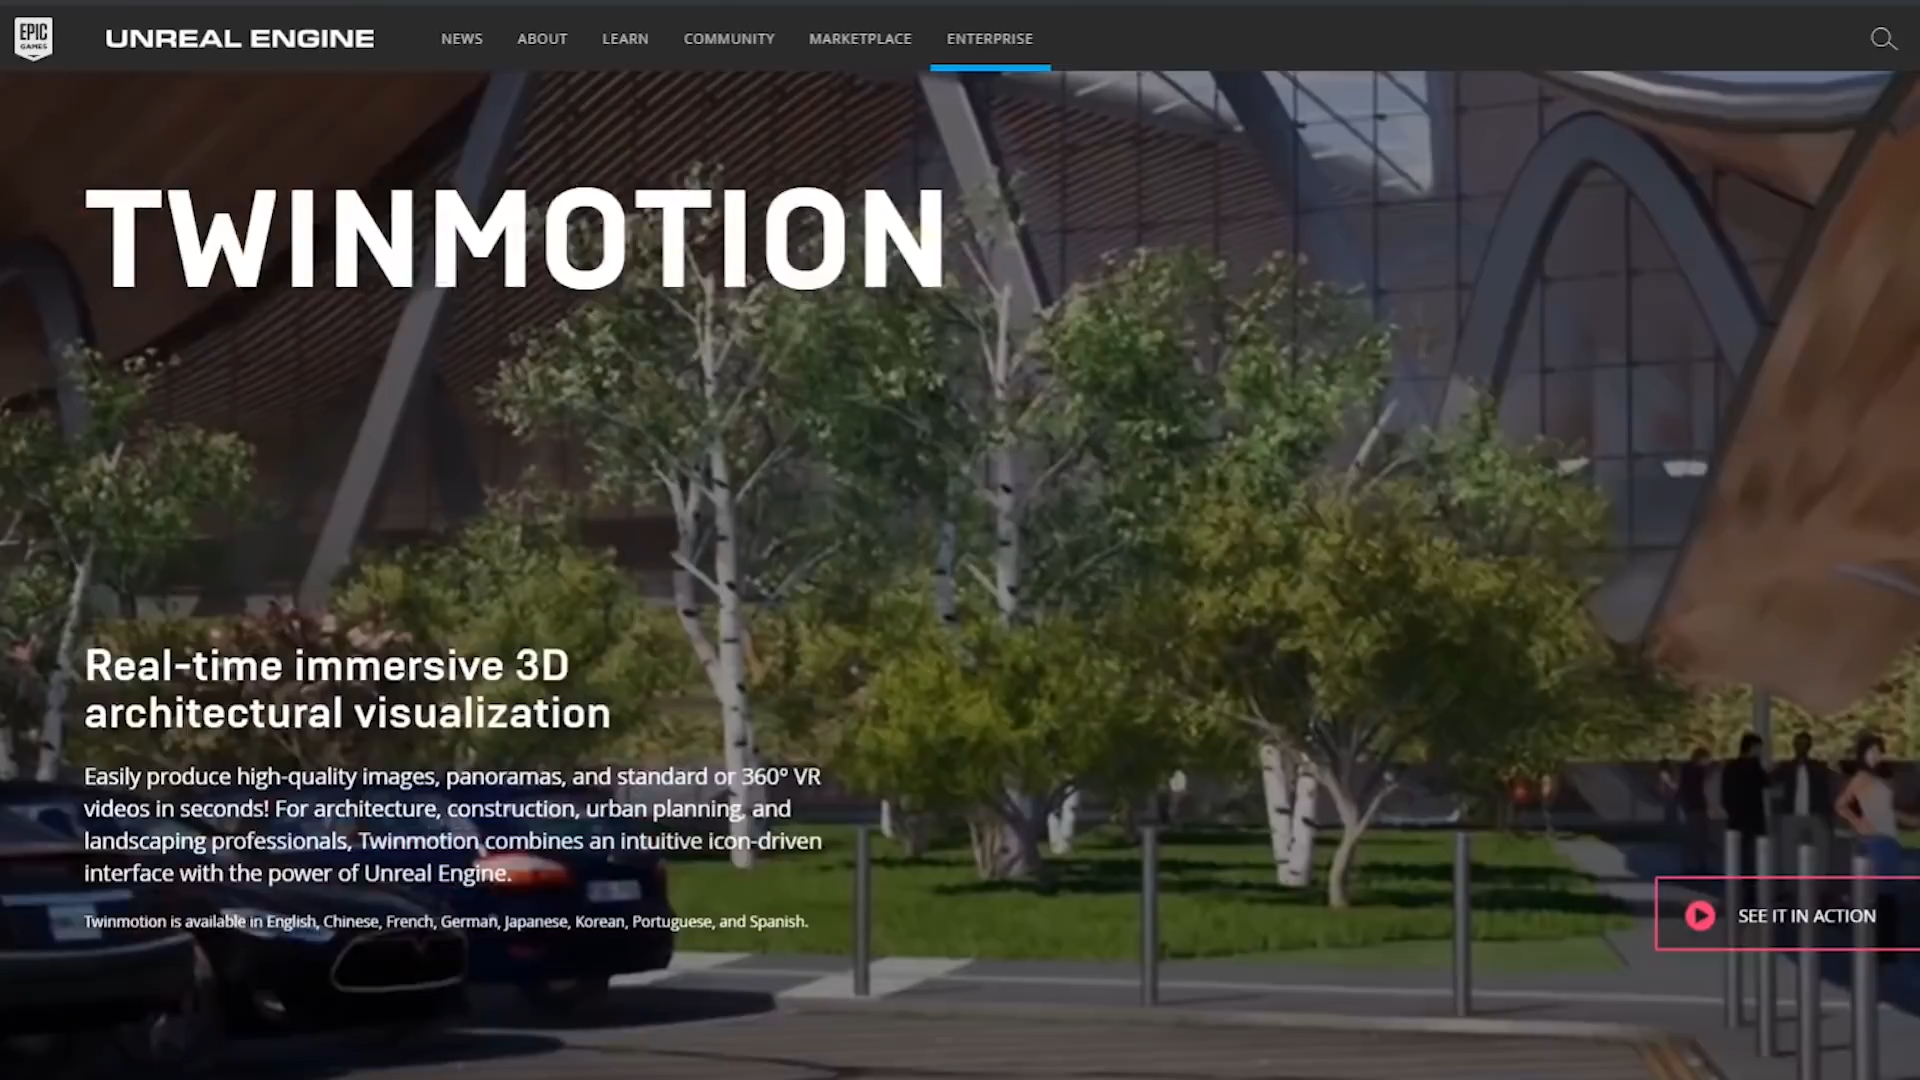 EPIC
GAMES
UNREAL ENGINE
NEWS
ABOUT
LEARN
COMMUNITY
MARKETPLACE
ENTERPRISE
TWINMOTION
Real-time immersive 3D
architectural visualization
Easily produce high-quality images, panoramas, and standard or 360° VR
videos in seconds! For architecture, construction, urban planning, and
landscaping professionals, Twinmotion combines an intuitive icon-driven
interface with the power of Unreal Engine.
Twinmotion is available in English, Chinese, French, German, Japanese, Korean, Portuguese, and Spanish.
SEE IT IN ACTION